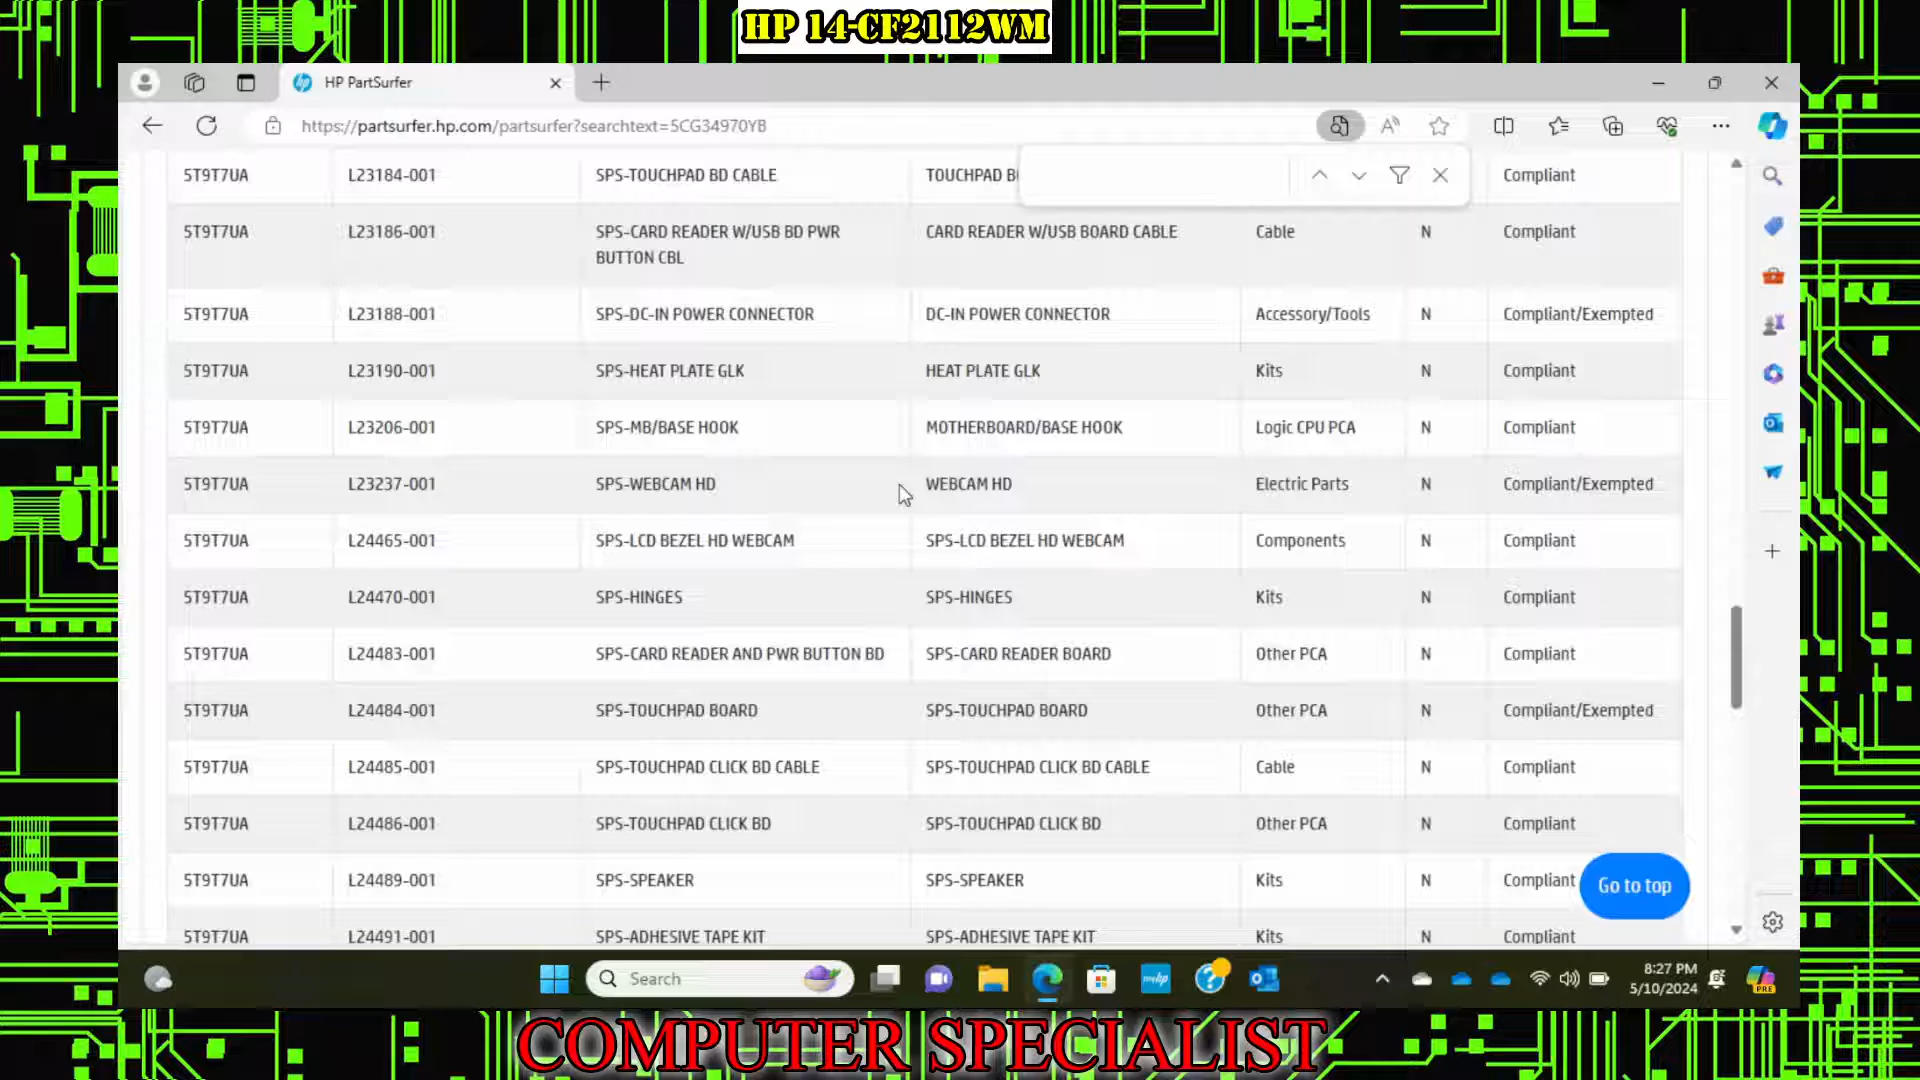 HP 14-CF2112WM
HP PartSurfer
https://partsurfer.hp.com/partsurfer?searchtext=5CG34970YB
5T9T7UA L23184-001 SPS-TOUCHPAD BD CABLE TOUCHPAD Compliant
5T9T7UA L23186-001 SPS-CARD READER W/USB BD PWR CARD READER W/USB BOARD CABLE Cable N Compliant
BUTTON CBL
5T9T7UA L23188-001 SPS-DC-IN POWER CONNECTOR DC-IN POWER CONNECTOR Accessory/Tools N Compliant/Exempted
5T9T7UA L23190-001 SPS-HEAT PLATE GLK HEAT PLATE GLK Kits N Compliant
5T9T7UA L23206-001 SPS-MB/BASE HOOK MOTHERBOARD/BASE HOOK Logic CPU PCA N Compliant
5T9T7UA L23237-001 SPS-WEBCAM HD WEBCAM HD Electric Parts N Compliant/Exempted
5T9T7UA L24465-001 SPS-LCD BEZEL HD WEBCAM SPS-LCD BEZEL HD WEBCAM Components N Compliant
5T9T7UA L24470-001 SPS-HINGES SPS-HINGES Kits N Compliant
5T9T7UA L24483-001 SPS-CARD READER AND PWR BUTTON BD SPS-CARD READER BOARD Other PCA N Compliant
5T9T7UA L24484-001 SPS-TOUCHPAD BOARD SPS-TOUCHPAD BOARD Other PCA N Compliant/Exempted
5T9T7UA L24485-001 SPS-TOUCHPAD CLICK BD CABLE SPS-TOUCHPAD CLICK BD CABLE Cable N Compliant
5T9T7UA L24486-001 SPS-TOUCHPAD CLICK BD SPS-TOUCHPAD CLICK BD Other PCA N Compliant
5T9T7UA L24489-001 SPS-SPEAKER SPS-SPEAKER Kits N Compliant
Go to top
5T9T7UA L24491-001 SPS-ADHESIVE TAPE KIT SPS-ADHESIVE TAPE KIT Kits N Compliant
Search
myhp
8:27 PM
5/10/2024
PRE
COMPUTER SPECIALIST